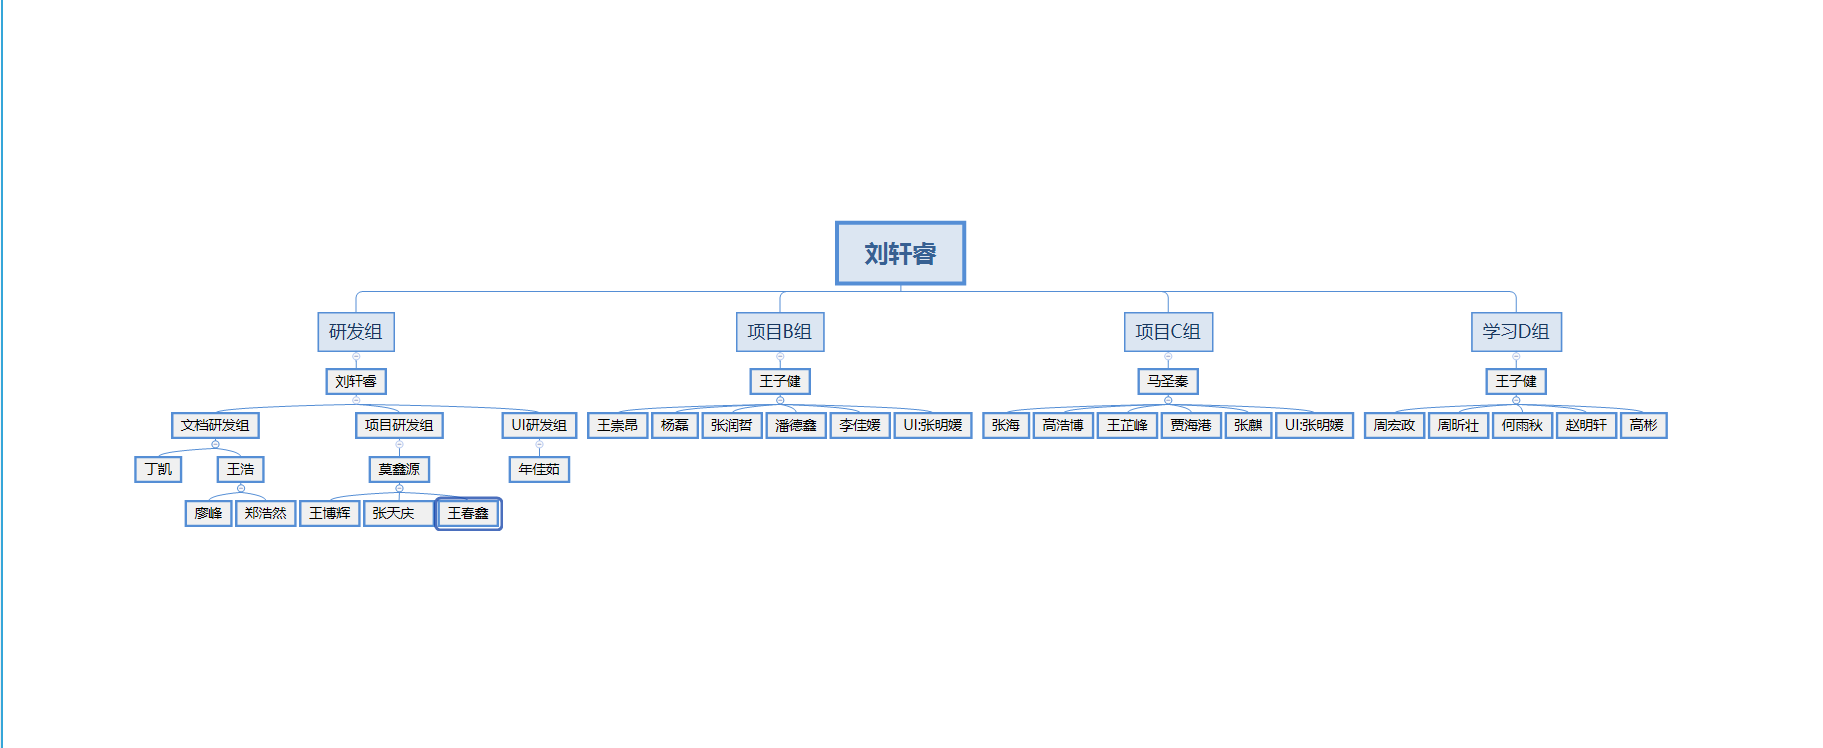 刘轩睿
研发组 项目B组 项目C组 学习D组
刘轩睿 王子健 马圣秦 王子健
文档研发组 项目研发组 UI研发组 王崇昂 杨磊 张润哲 潘德鑫 李佳媛 UI:张明媛 张海 高浩博 王芷峰 贾海港 张麒 UI:张明媛 周宏政 周昕壮 何雨秋 赵明轩 高彬
丁凯 王浩 莫鑫源 年佳茹
廖峰 郑浩然 王博辉 张天庆 王春鑫